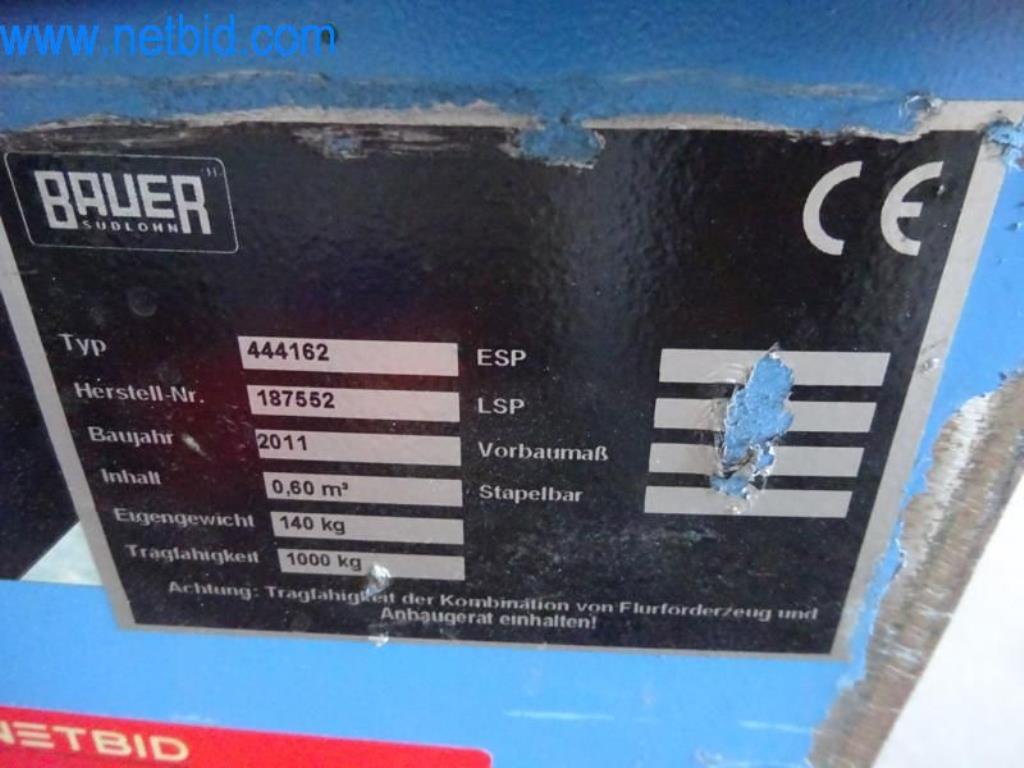 www.netbid.com
BAUER
SÜDLOHN
CE
Typ 444162 ESP
Herstell-Nr. 187552 LSP
Baujahr 2011 Vorbaumaß
Inhalt 0,60 m³ Stapelbar
Eigengewicht 140 kg
Tragfähigkeit 1000 kg
Achtung: Tragfähigkeit der Kombination von Flurförderzeug und
Anbaugerät einhalten!
NETBID